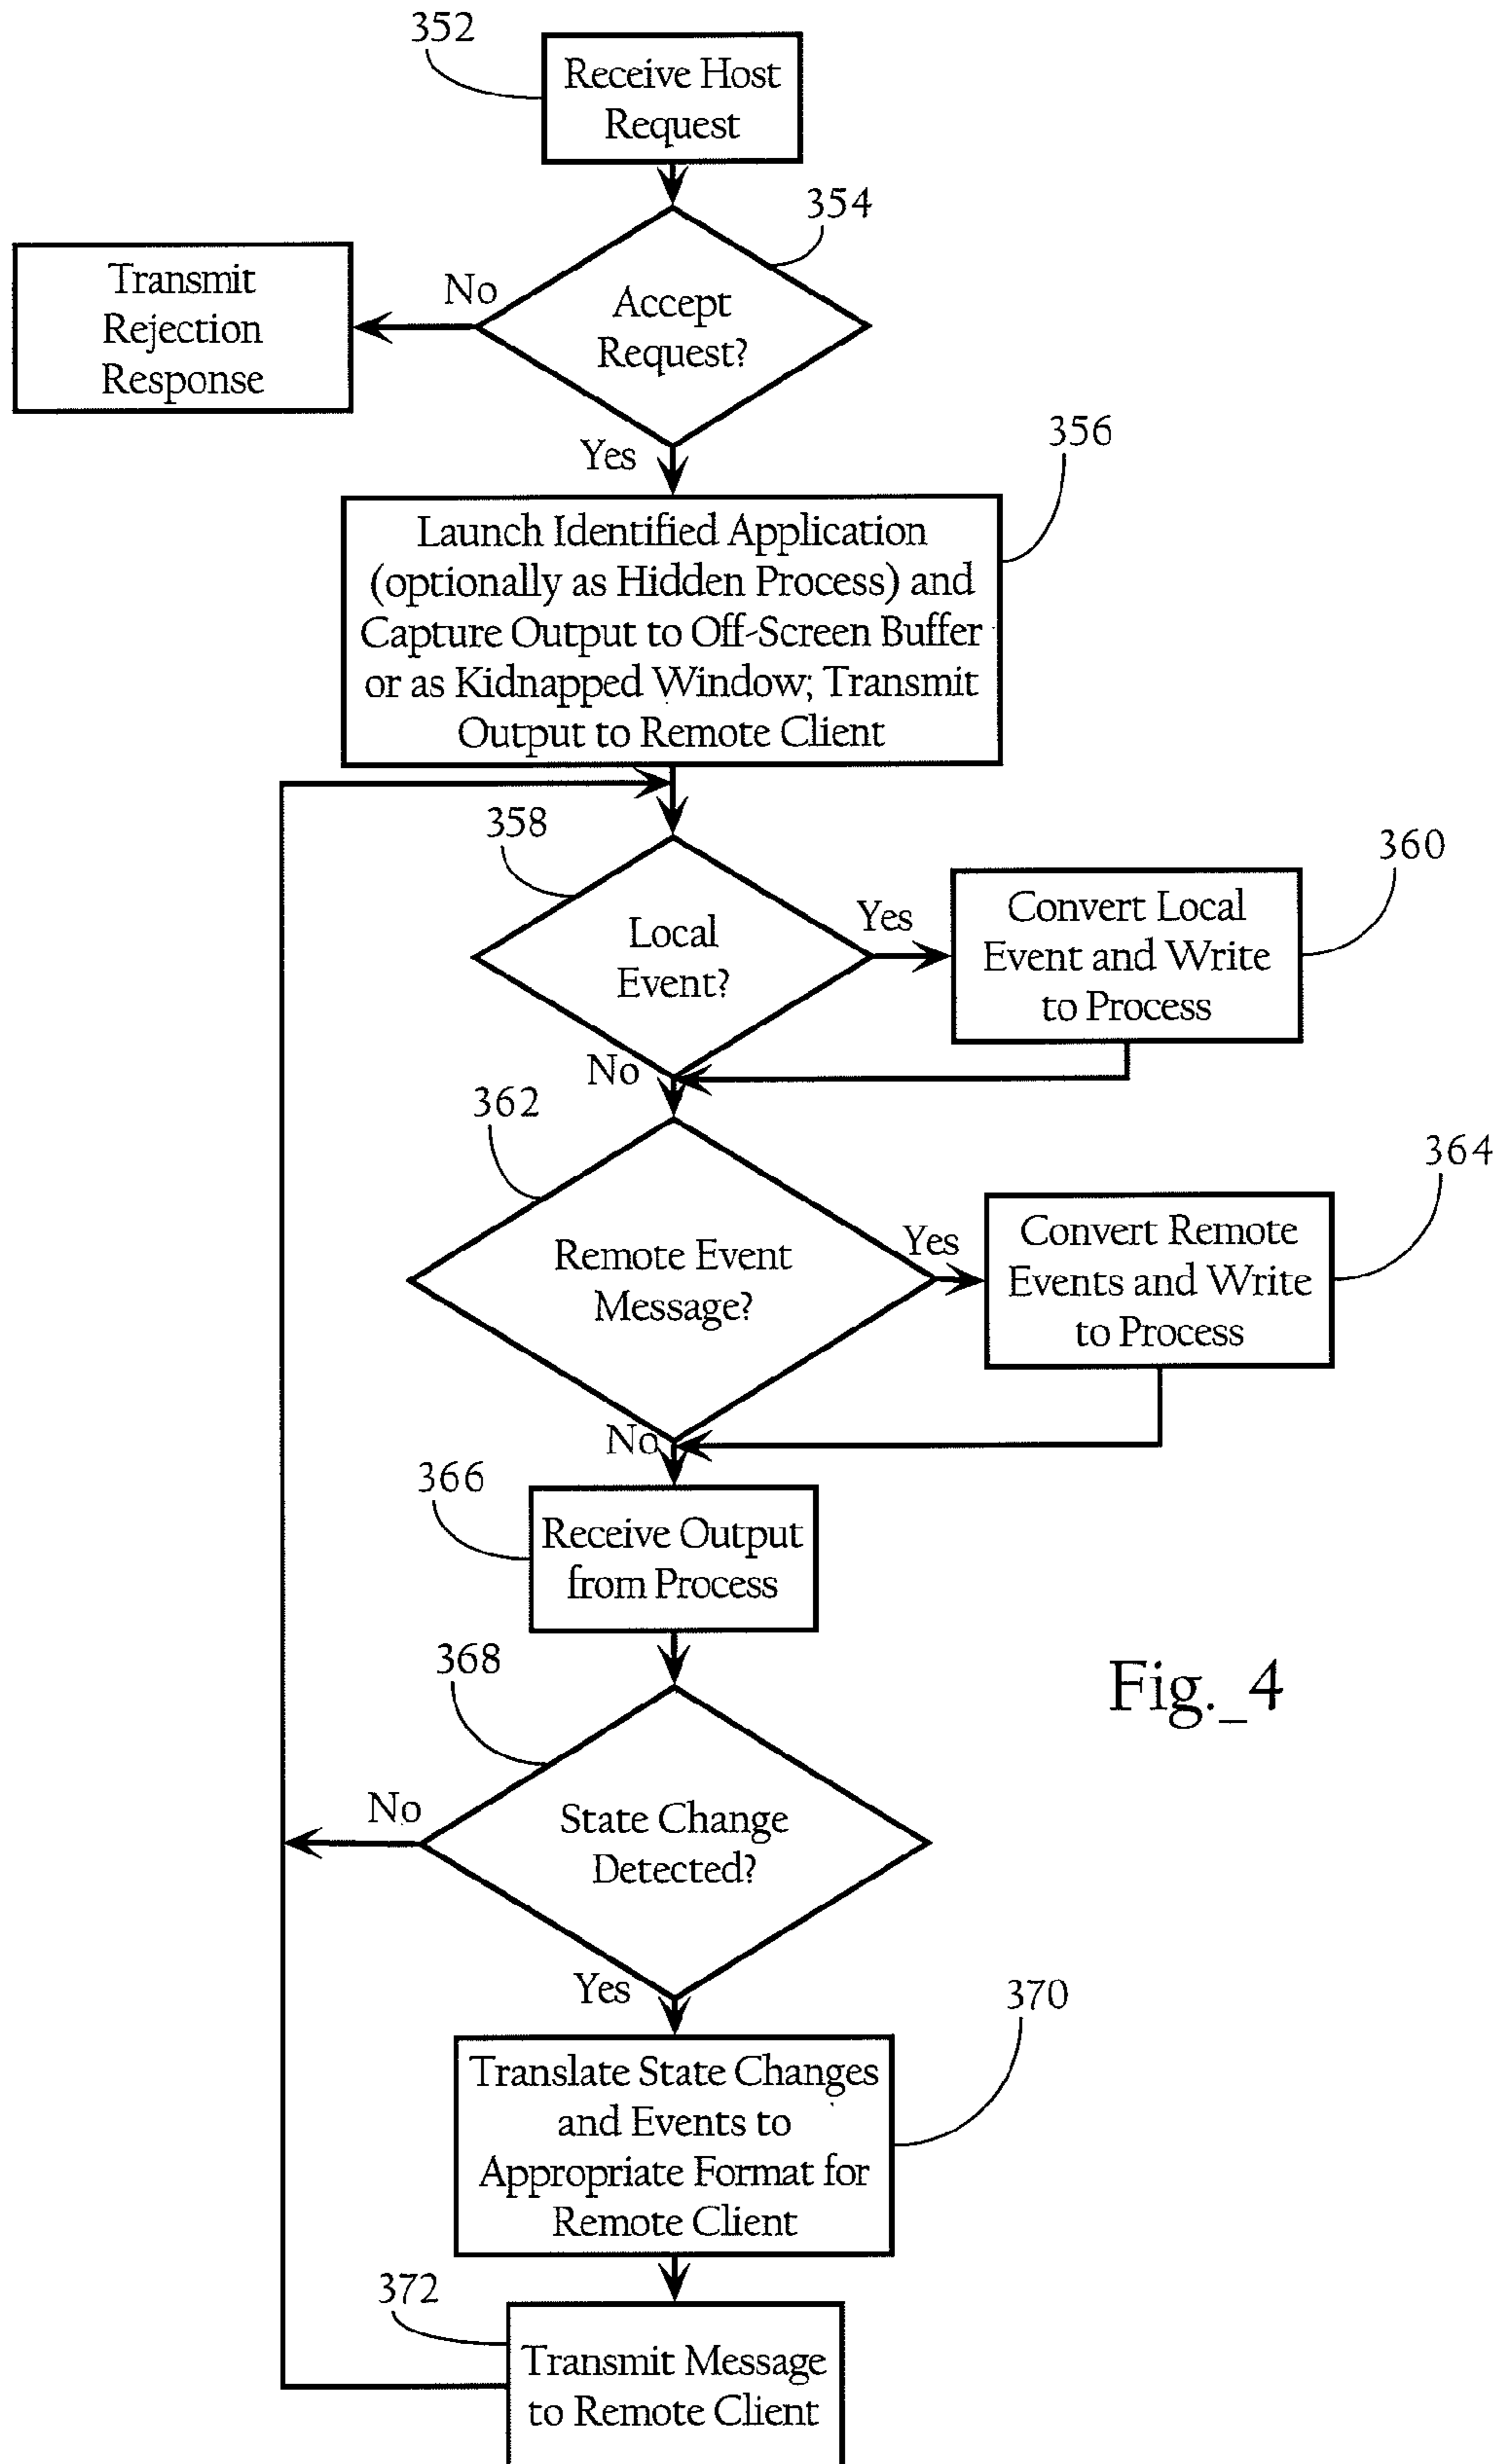 352
Receive Host
Request
354
No
Transmit
Rejection
Response
Accept
Request?
Yes
356
Launch Identified Application
(optionally as Hidden Process) and
Capture Output to Off-Screen Buffer
or as Kidnapped Window; Transmit
Output to Remote Client
358
Local
Event?
Yes
360
Convert Local
Event and Write
to Process
No
362
Remote Event
Message?
Yes
364
Convert Remote
Events and Write
to Process
No
366
Receive Output
from Process
368
Fig._4
No
State Change
Detected?
Yes
370
Translate State Changes
and Events to
Appropriate Format for
Remote Client
372
Transmit Message
to Remote Client